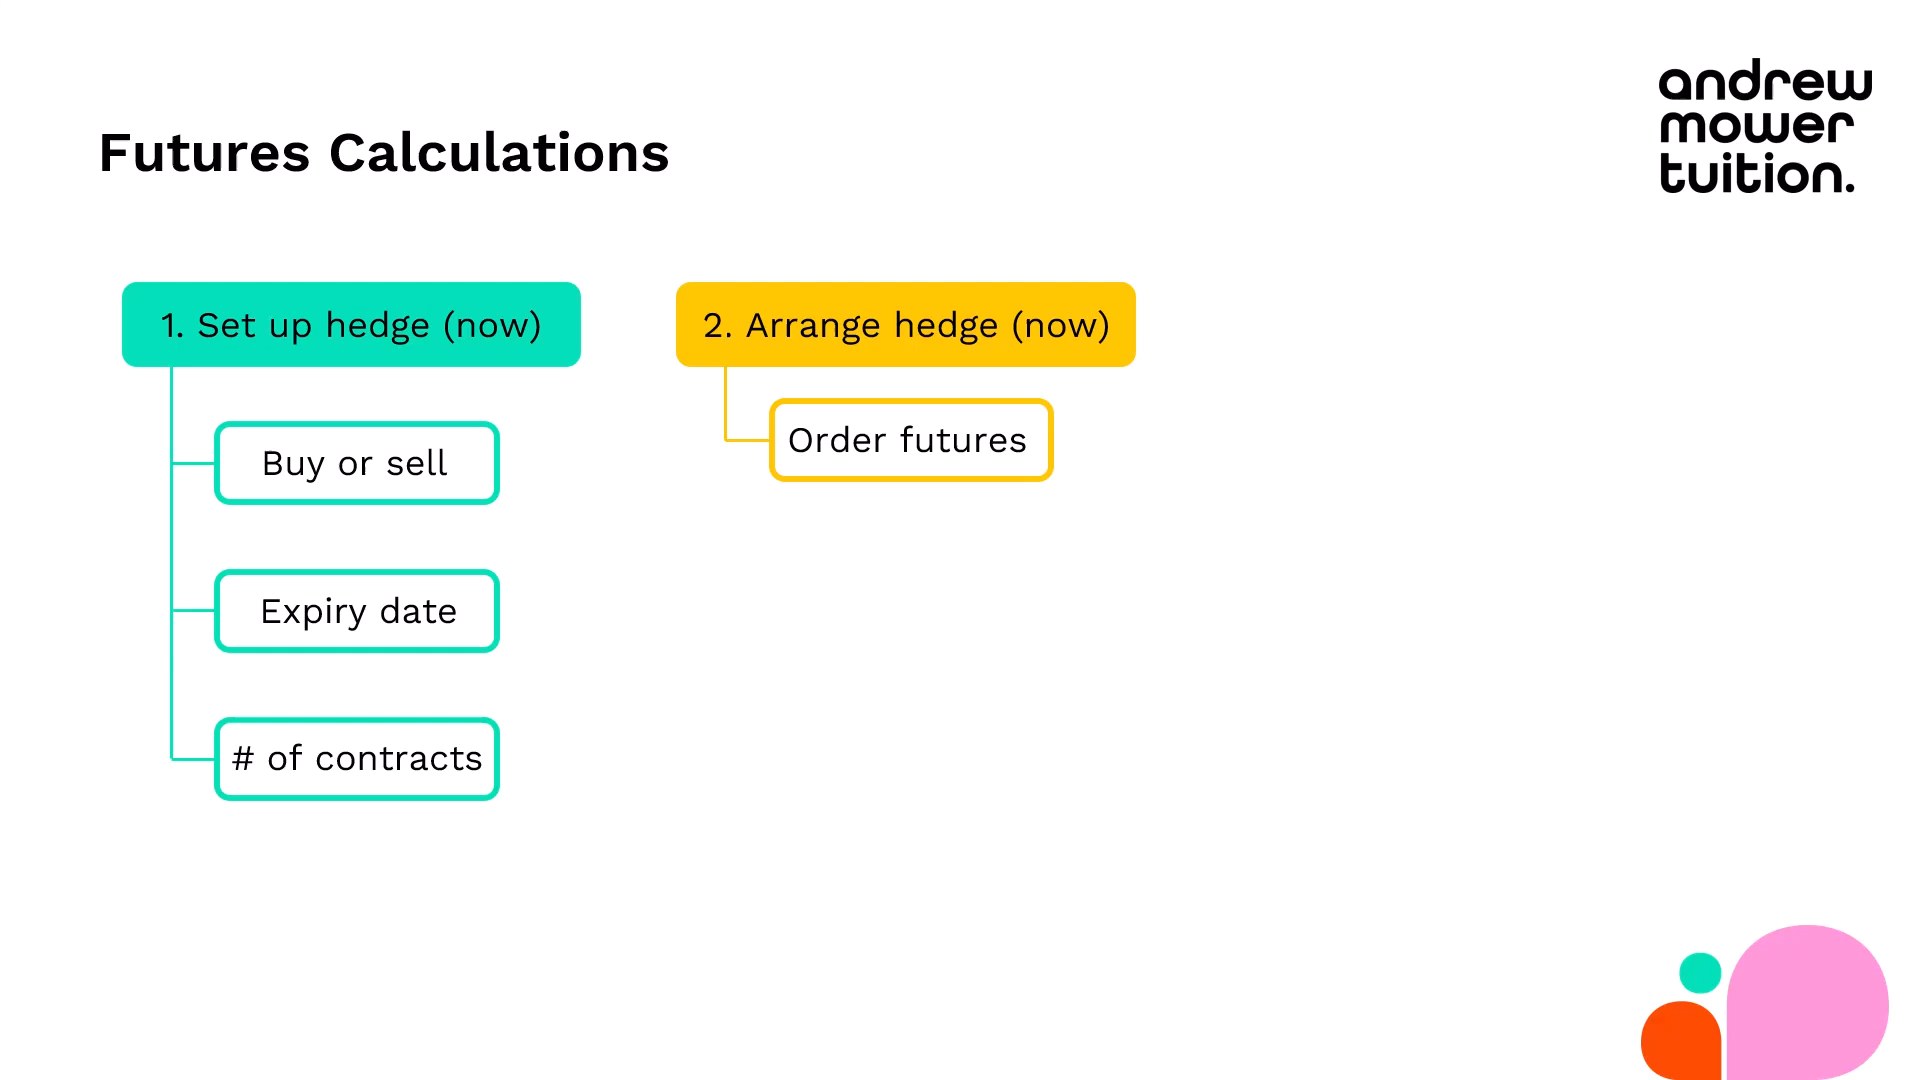 andrew
mower
tuition.
Futures Calculations
1. Set up hedge (now)
Buy or sell
Expiry date
# of contracts
2. Arrange hedge (now)
Order futures